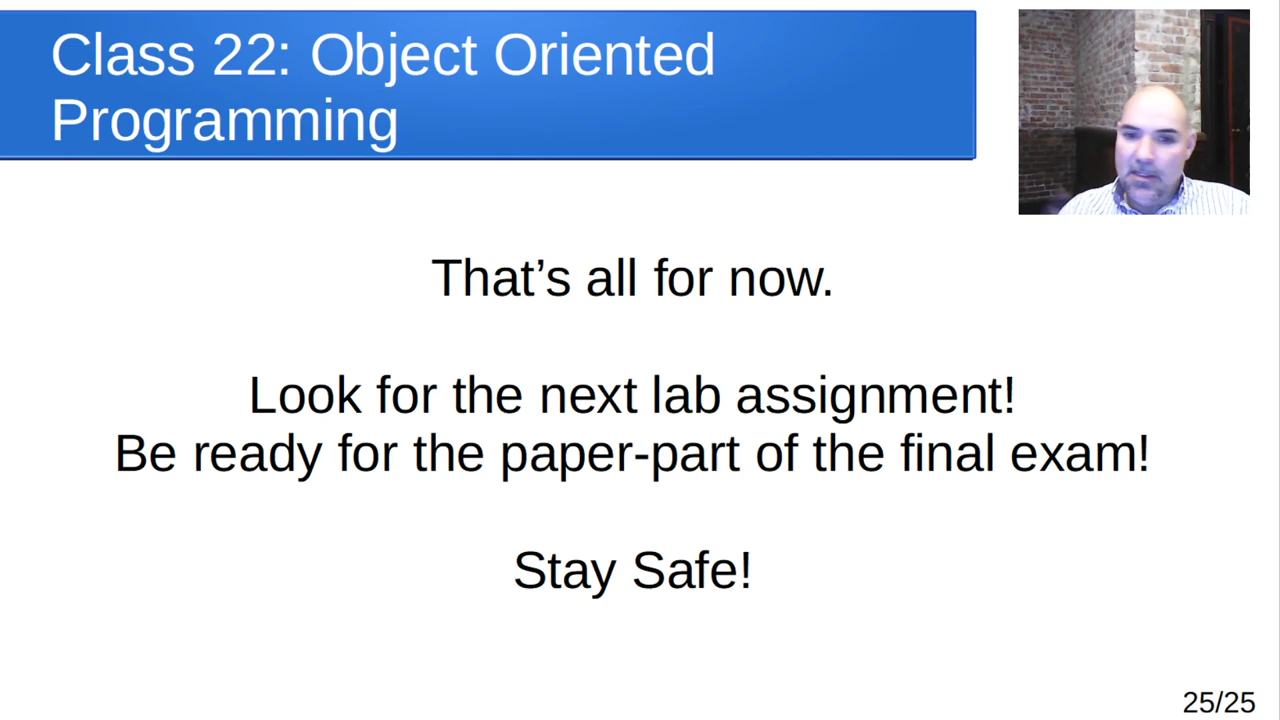 Class 22: Object Oriented
Programming
That’s all for now.
Look for the next lab assignment!
Be ready for the paper-part of the final exam!
Stay Safe!
25/25